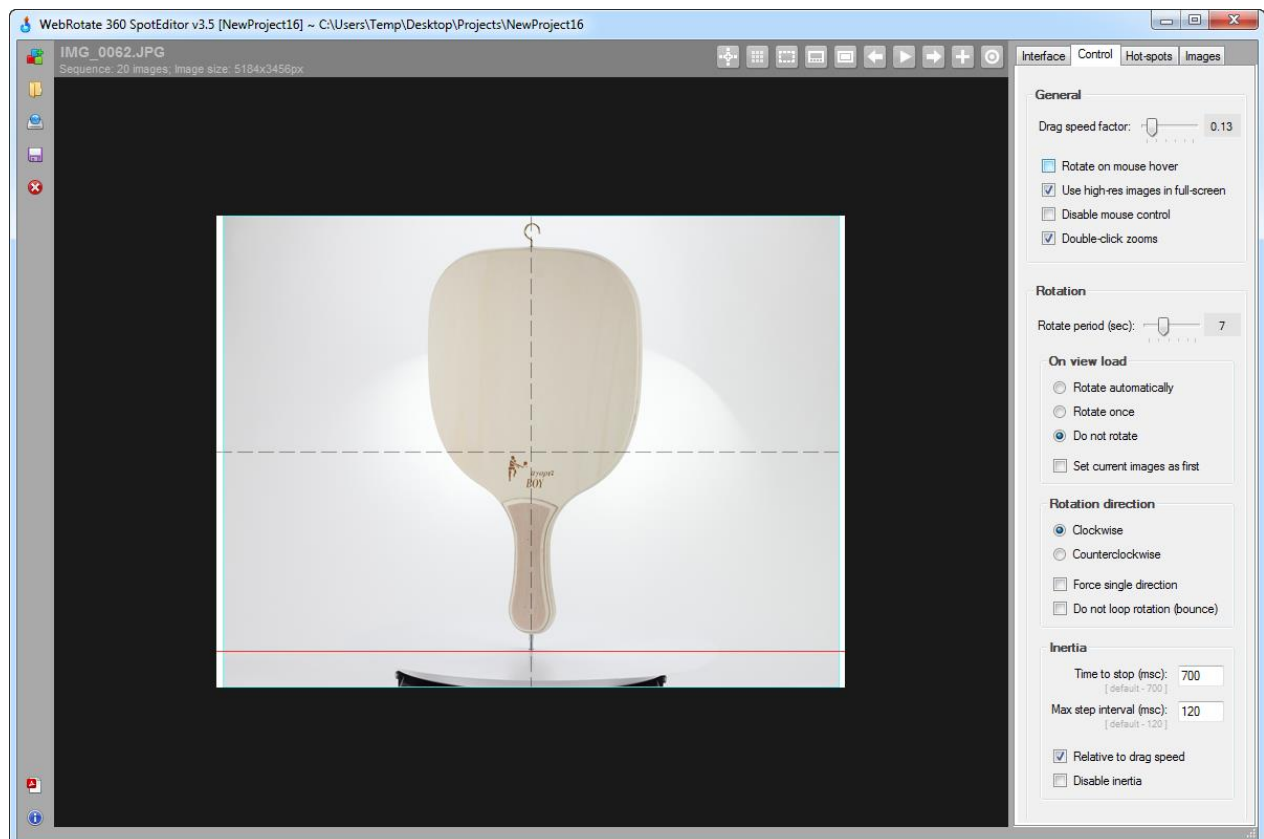 WebRotate 360 SpotEditor v3.5 [NewProject16] ~ C:\Users\Temp\Desktop\Projects\NewProject16
IMG_0062.JPG
Sequence: 20 images; Image size: 5184x3456px
Interface Control Hot-spots Images
General
Drag speed factor: 0.13
Rotate on mouse hover
Use high-res images in full-screen
Disable mouse control
Double-click zooms
Rotation
Rotate period (sec): 7
On view load
Rotate automatically
Rotate once
Do not rotate
Set current images as first
Rotation direction
Clockwise
Counterclockwise
Force single direction
Do not loop rotation (bounce)
Inertia
Time to stop (msc): 700
[ default - 700 ]
Max step interval (msc): 120
[ default - 120 ]
Relative to drag speed
Disable inertia
BOY